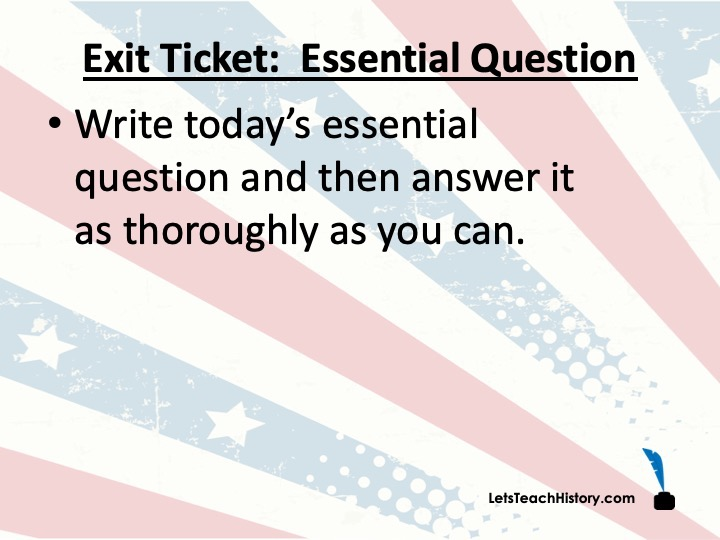 Exit Ticket:  Essential Question
• Write today’s essential
question and then answer it
as thoroughly as you can.
LetsTeachHistory.com